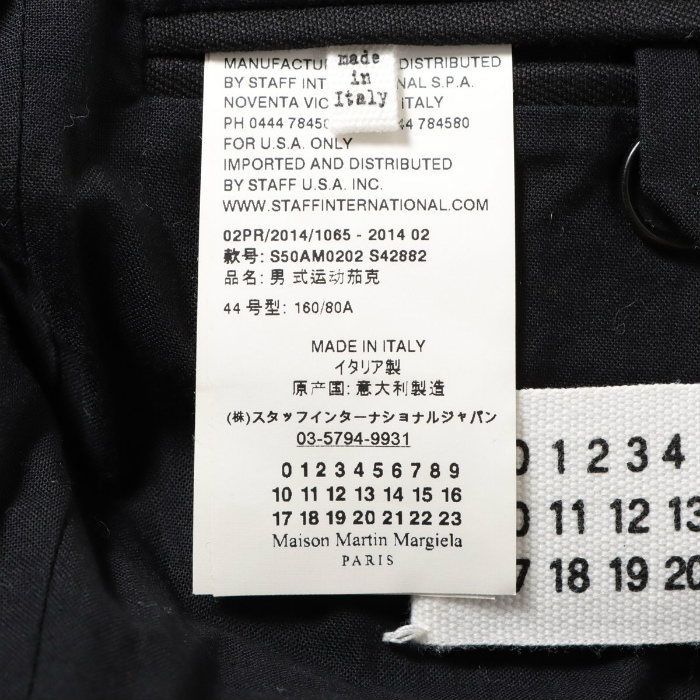 MANUFACTU DISTRIBUTED
BY STAFF INT NAL S.P.A.
NOVENTA VIC ITALY
PH 0444 7845 44 784580
made
in
Italy
FOR U.S.A. ONLY
IMPORTED AND DISTRIBUTED
BY STAFF U.S.A. INC.
WWW.STAFFINTERNATIONAL.COM
02PR/2014/1065 - 2014 02
款号: S50AM0202 S42882
品名: 男 式运动茄克
44 号型: 160/80A
MADE IN ITALY
イタリア製
原产国: 意大利製造
(株)スタッフインターナショナルジャパン
03-5794-9931
0 1 2 3 4 5 6 7 8 9
10 11 12 13 14 15 16
17 18 19 20 21 22 23
Maison Martin Margiela
PARIS
0 1 2 3 4
0 11 12 13
7 18 19 20